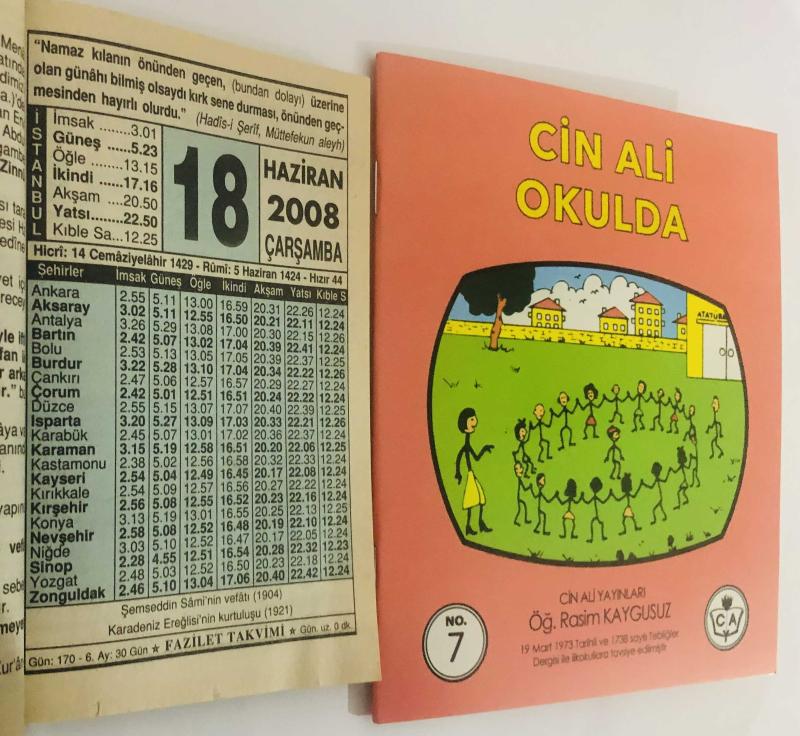 "Namaz kılanın önünden geçen, (bundan dolayı) üzerine
olan günâhı bilmiş olsaydı kırk sene durması, önünden geç-
mesinden hayırlı olurdu." (Hadîs-i Şerîf, Müttefekun aleyh)
İSTANBUL
İmsak ........3.01
Güneş ......5.23
Öğle ........13.15
İkindi ......17.16
Akşam ...20.50
Yatsı........22.50
Kıble Sa...12.25
18
HAZİRAN
2008
ÇARŞAMBA
Hicrî: 14 Cemâziyelâhir 1429 - Rûmî: 5 Haziran 1424 - Hızır 44
Şehirler İmsak Güneş Öğle İkindi Akşam Yatsı Kıble S
Ankara 2.55 5.11 13.00 16.59 20.31 22.26 12.24
Aksaray 3.02 5.11 12.55 16.50 20.21 22.11 12.24
Antalya 3.26 5.29 13.08 17.00 20.30 22.15 12.26
Bartın 2.42 5.07 13.02 17.04 20.39 22.41 12.24
Bolu 2.53 5.13 13.05 17.05 20.39 22.37 12.25
Burdur 3.22 5.28 13.10 17.04 20.34 22.22 12.26
Çankırı 2.47 5.06 12.57 16.57 20.29 22.27 12.24
Çorum 2.42 5.01 12.51 16.51 20.24 22.22 12.24
Düzce 2.55 5.15 13.07 17.07 20.40 22.39 12.25
Isparta 3.20 5.27 13.09 17.03 20.33 22.21 12.26
Karabük 2.45 5.07 13.01 17.02 20.36 22.37 12.24
Karaman 3.15 5.19 12.58 16.51 20.20 22.06 12.25
Kastamonu 2.38 5.02 12.56 16.58 20.32 22.33 12.24
Kayseri 2.54 5.04 12.49 16.45 20.17 22.08 12.24
Kırıkkale 2.54 5.09 12.57 16.56 20.27 22.22 12.24
Kırşehir 2.56 5.08 12.55 16.52 20.23 22.16 12.24
Konya 3.13 5.19 13.01 16.55 20.25 22.13 12.25
Nevşehir 2.58 5.08 12.52 16.48 20.19 22.10 12.24
Niğde 3.03 5.10 12.52 16.47 20.17 22.05 12.24
Sinop 2.28 4.55 12.51 16.54 20.28 22.32 12.23
Yozgat 2.48 5.03 12.52 16.50 20.23 22.18 12.24
Zonguldak 2.46 5.10 13.04 17.06 20.40 22.42 12.24
Şemseddin Sâmi'nin vefâtı (1904)
Karadeniz Ereğlisi'nin kurtuluşu (1921)
Gün: 170 - 6. Ay: 30 Gün ★ FAZİLET TAKVİMİ ★ Gün. uz. 0 dk.
CİN ALİ
OKULDA
CİN ALİ YAYINLARI
Öğ. Rasim KAYGUSUZ
19 Mart 1973 Tarihli ve 1738 sayılı Tebliğler
Dergisi ile ilkokullara tavsiye edilmiştir
NO.
7
CA